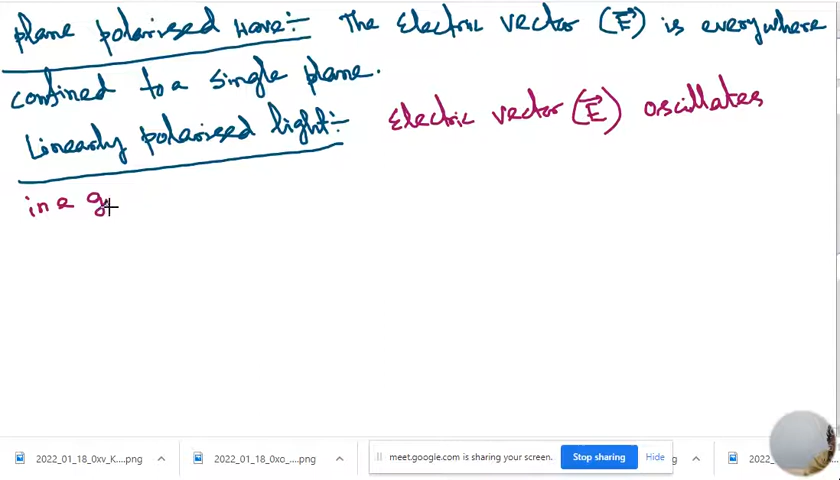 plane polarised Wave:- The Electric vector (E⃗) is everywhere
confined to a single plane.
Linearly polarised light:- Electric vector (E⃗) oscillates
in a g
2022_01_18_0xv_K....png
2022_01_18_0xo_....png
meet.google.com is sharing your screen.
Stop sharing
Hide
g
2022_01_18_0x